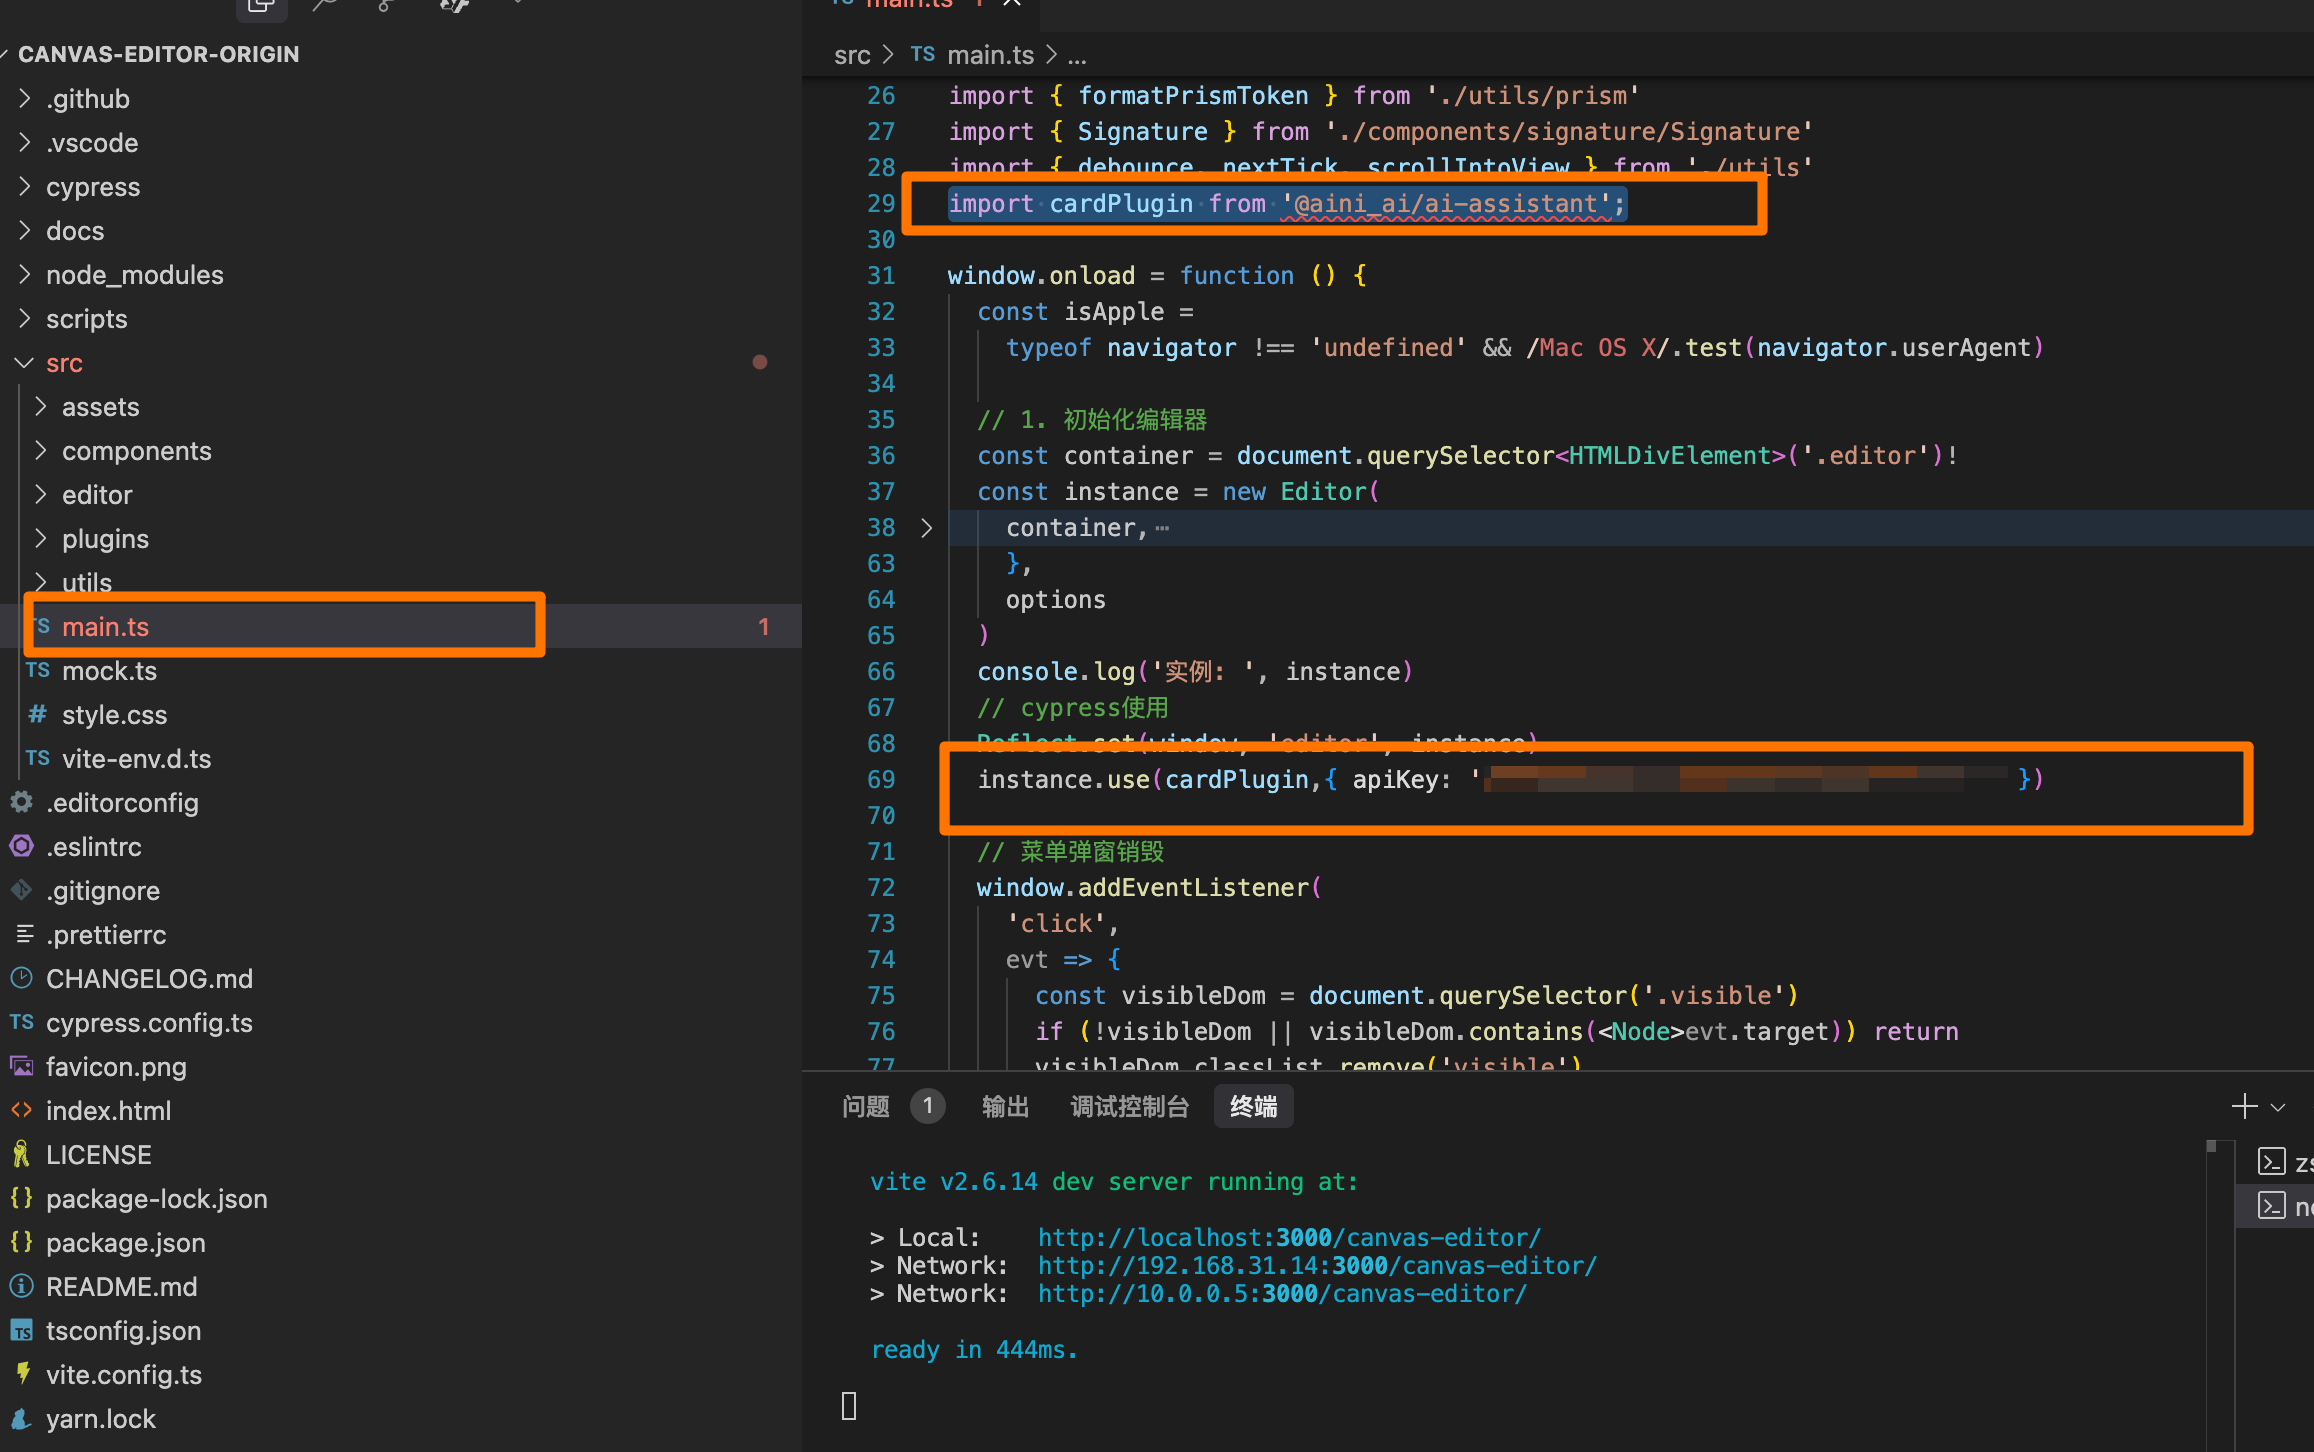 CANVAS-EDITOR-ORIGIN
.github
.vscode
cypress
docs
node_modules
scripts
src
assets
components
editor
plugins
utils
TS main.ts 1
TS mock.ts
# style.css
TS vite-env.d.ts
.editorconfig
.eslintrc
.gitignore
.prettierrc
CHANGELOG.md
TS cypress.config.ts
favicon.png
<> index.html
LICENSE
{} package-lock.json
{} package.json
README.md
TS tsconfig.json
vite.config.ts
yarn.lock
TS main.ts 1 ×
src > TS main.ts > ...
26 import { formatPrismToken } from './utils/prism'
27 import { Signature } from './components/signature/Signature'
28 import { debounce, nextTick, scrollIntoView } from './utils'
29 import cardPlugin from '@aini_ai/ai-assistant';
30
31 window.onload = function () {
32 const isApple =
33 typeof navigator !== 'undefined' && /Mac OS X/.test(navigator.userAgent)
34
35 // 1. 初始化编辑器
36 const container = document.querySelector<HTMLDivElement>('.editor')!
37 const instance = new Editor(
38 > container,⋯
63 },
64 options
65 )
66 console.log('实例: ', instance)
67 // cypress使用
68 Reflect.set(window, 'editor', instance)
69 instance.use(cardPlugin,{ apiKey: ' })
70
71 // 菜单弹窗销毁
72 window.addEventListener(
73 'click',
74 evt => {
75 const visibleDom = document.querySelector('.visible')
76 if (!visibleDom || visibleDom.contains(<Node>evt.target)) return
77 visibleDom.classList.remove('visible')
问题 1 输出 调试控制台 终端
vite v2.6.14 dev server running at:
> Local: http://localhost:3000/canvas-editor/
> Network: http://192.168.31.14:3000/canvas-editor/
> Network: http://10.0.0.5:3000/canvas-editor/
ready in 444ms.